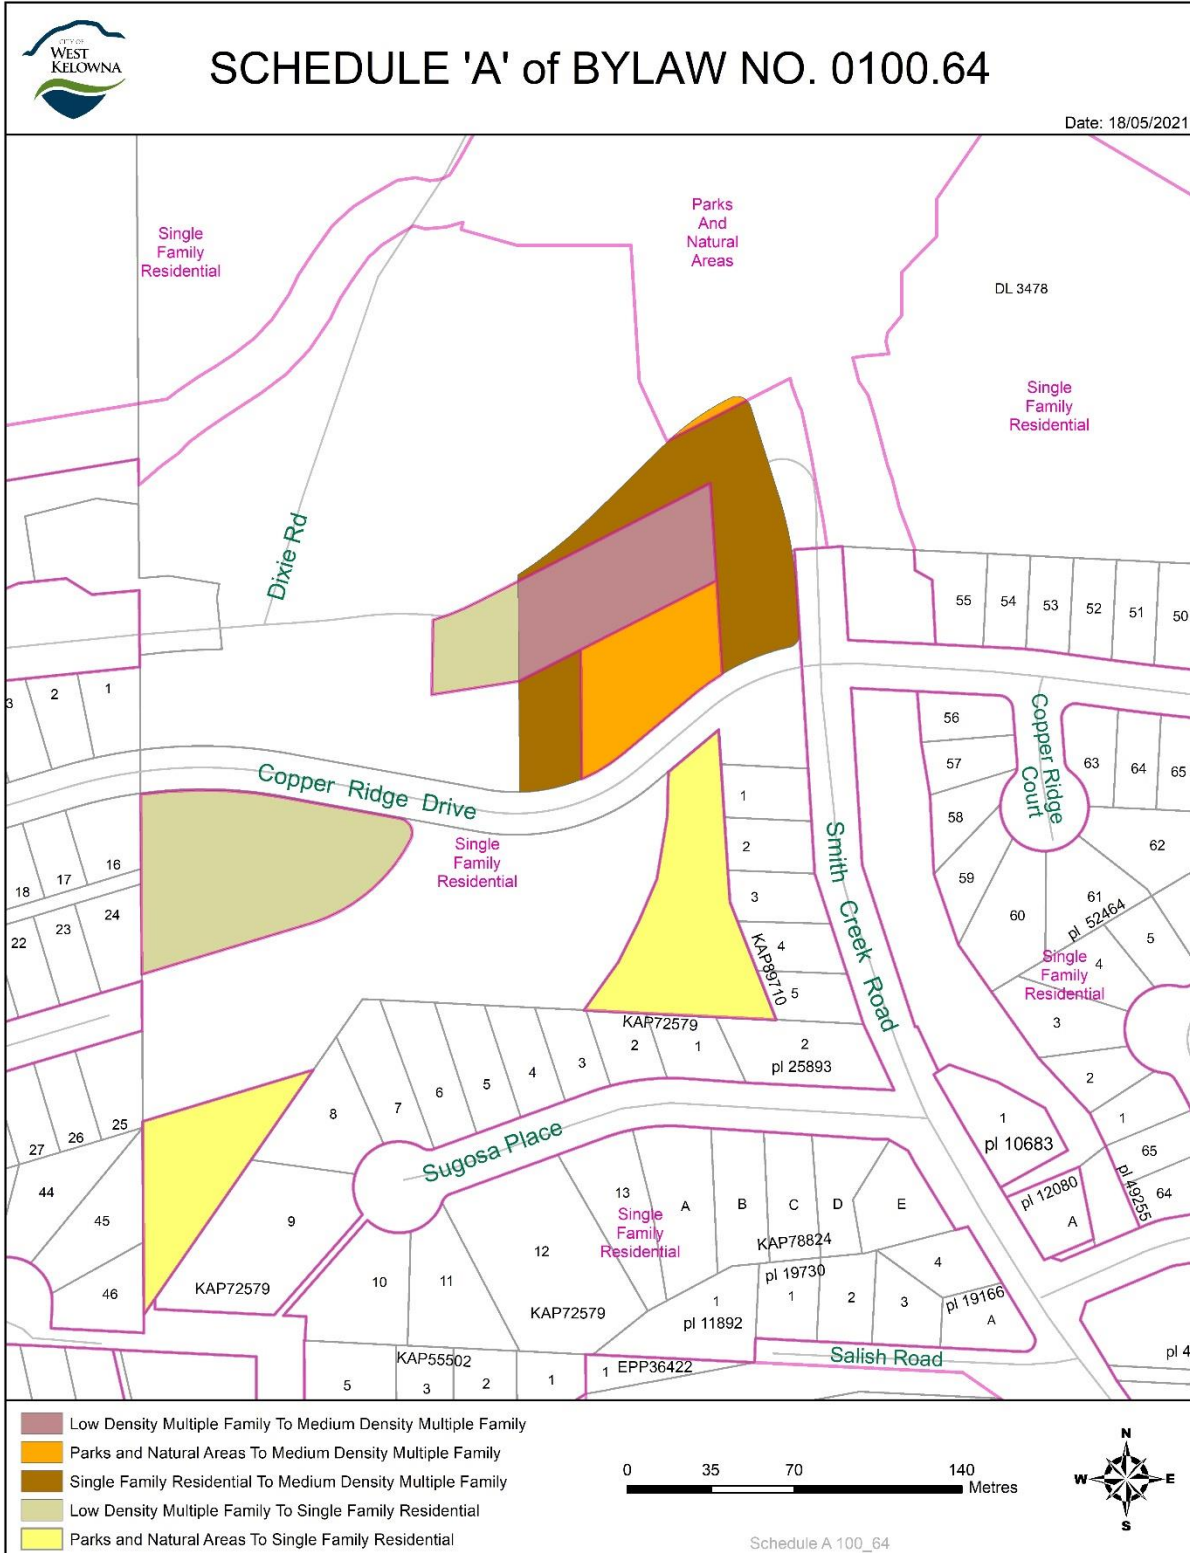 CITY OF
WEST
KELOWNA
SCHEDULE 'A' of BYLAW NO. 0100.64
Date: 18/05/2021
Single
Family
Residential
Parks
And
Natural
Areas
DL 3478
Single
Family
Residential
Dixie Rd
55
54
53
52
51
50
3
2
1
56
57
58
59
60
61
62
63
64
65
Copper Ridge
Court
pl 52464
Copper Ridge Drive
Single
Family
Residential
Smith Creek Road
1
2
3
4
5
KAP89710
18
17
16
22
23
24
5
4
Single
Family
Residential
3
2
1
65
64
pl 49255
KAP72579
8
7
6
5
4
3
2
1
2
pl 25893
27
26
25
44
45
46
9
KAP72579
Sugosa Place
1
pl 10683
pl 12080
A
10
11
12
13
Single
Family
Residential
KAP72579
A
B
C
D
E
KAP78824
pl 19730
1
2
3
4
pl 19166
A
1
pl 11892
Salish Road
KAP55502
5
3
2
1
1
EPP36422
pl 4
Low Density Multiple Family To Medium Density Multiple Family
Parks and Natural Areas To Medium Density Multiple Family
Single Family Residential To Medium Density Multiple Family
Low Density Multiple Family To Single Family Residential
Parks and Natural Areas To Single Family Residential
0 35 70 140
Metres
Schedule A 100_64
N
W
E
S